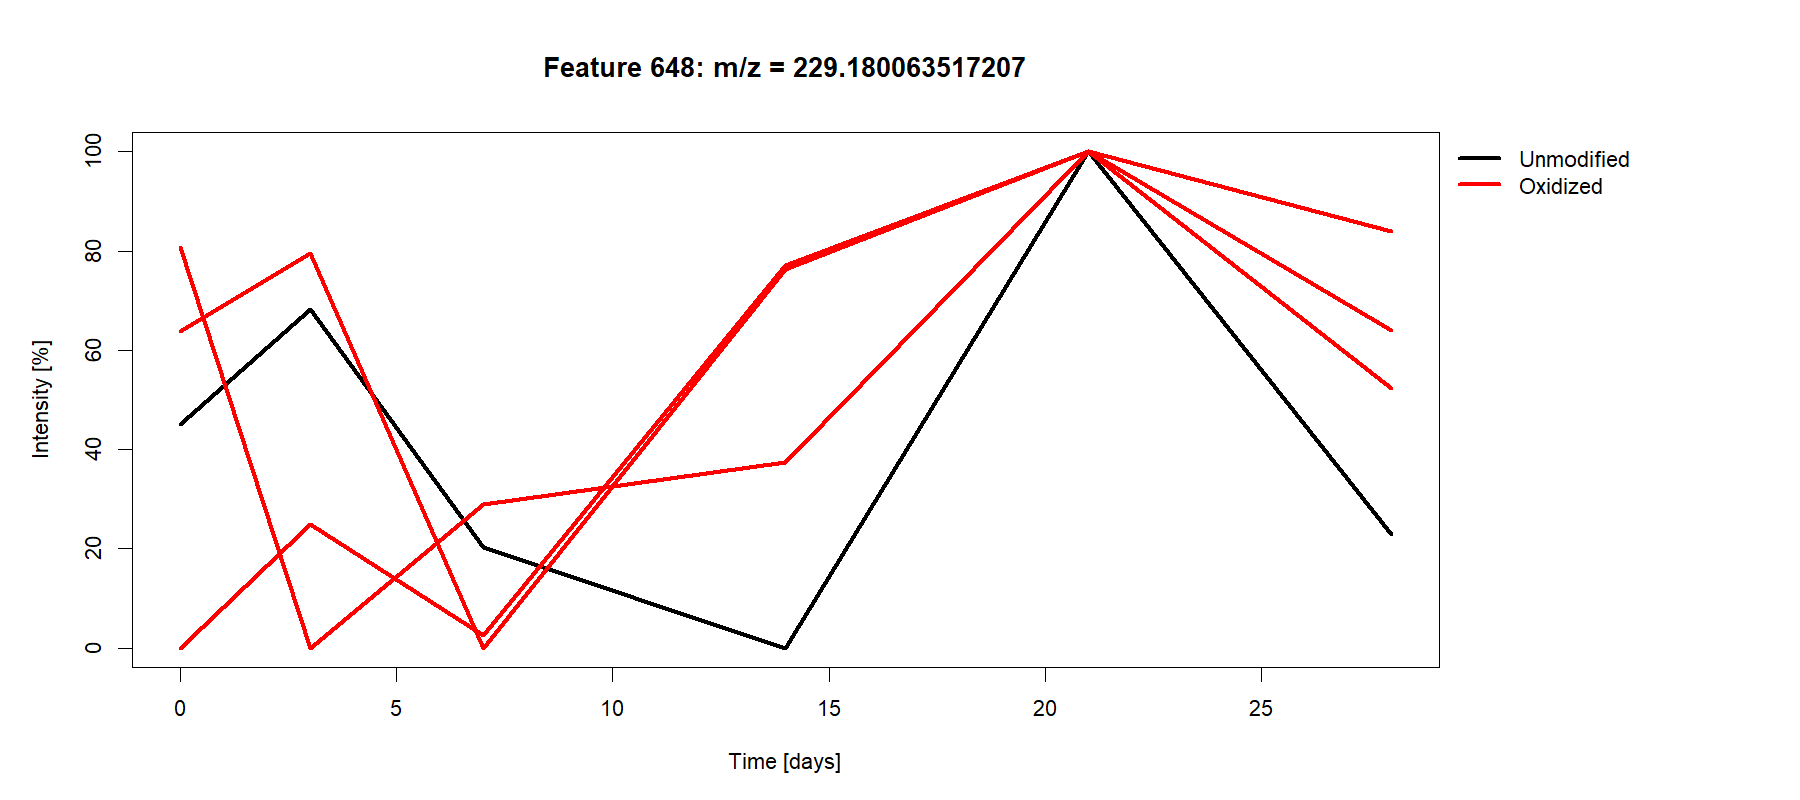 Feature 648: m/z = 229.180063517207
Unmodified
Oxidized
Intensity [%]
100
80
60
40
20
0
0 5 10 15 20 25
Time [days]